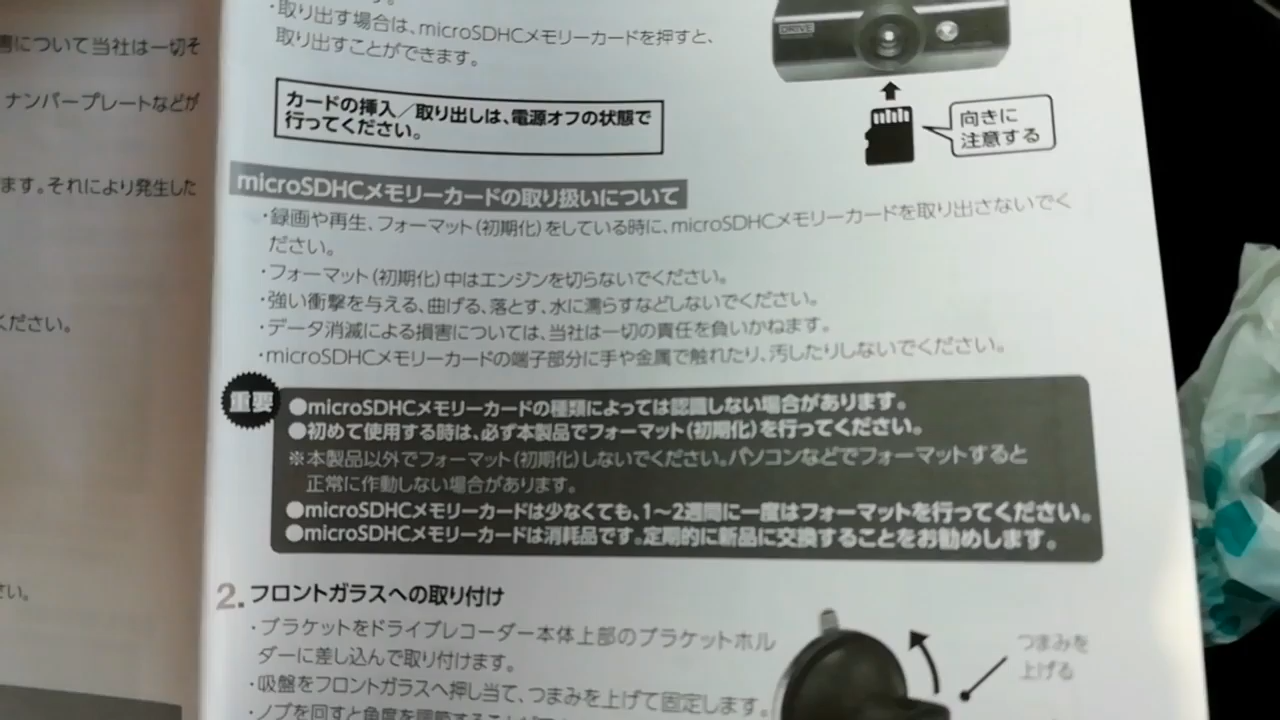 害について当社は一切そ
ナンバープレートなどが
ます。それにより発生した
ください。
さい。
す。
・取り出す場合は、microSDHCメモリーカードを押すと、
取り出すことができます。
カードの挿入／取り出しは、電源オフの状態で
行ってください。
DRIVE
向きに
注意する
microSDHCメモリーカードの取り扱いについて
・録画や再生、フォーマット(初期化)をしている時に、microSDHCメモリーカードを取り出さないでく
ださい。
・フォーマット(初期化)中はエンジンを切らないでください。
・強い衝撃を与える、曲げる、落とす、水に濡らすなどしないでください。
・データ消滅による損害については、当社は一切の責任を負いかねます。
・microSDHCメモリーカードの端子部分に手や金属で触れたり、汚したりしないでください。
重要
●microSDHCメモリーカードの種類によっては認識しない場合があります。
●初めて使用する時は、必ず本製品でフォーマット(初期化)を行ってください。
※本製品以外でフォーマット(初期化)しないでください。パソコンなどでフォーマットすると
正常に作動しない場合があります。
●microSDHCメモリーカードは少なくても、1〜2週間に一度はフォーマットを行ってください。
●microSDHCメモリーカードは消耗品です。定期的に新品に交換することをお勧めします。
2. フロントガラスへの取り付け
・ブラケットをドライブレコーダー本体上部のブラケットホル
ダーに差し込んで取り付けます。
・吸盤をフロントガラスへ押し当て、つまみを上げて固定します。
・ノブを回すと角度を調節すること
つまみを
上げる